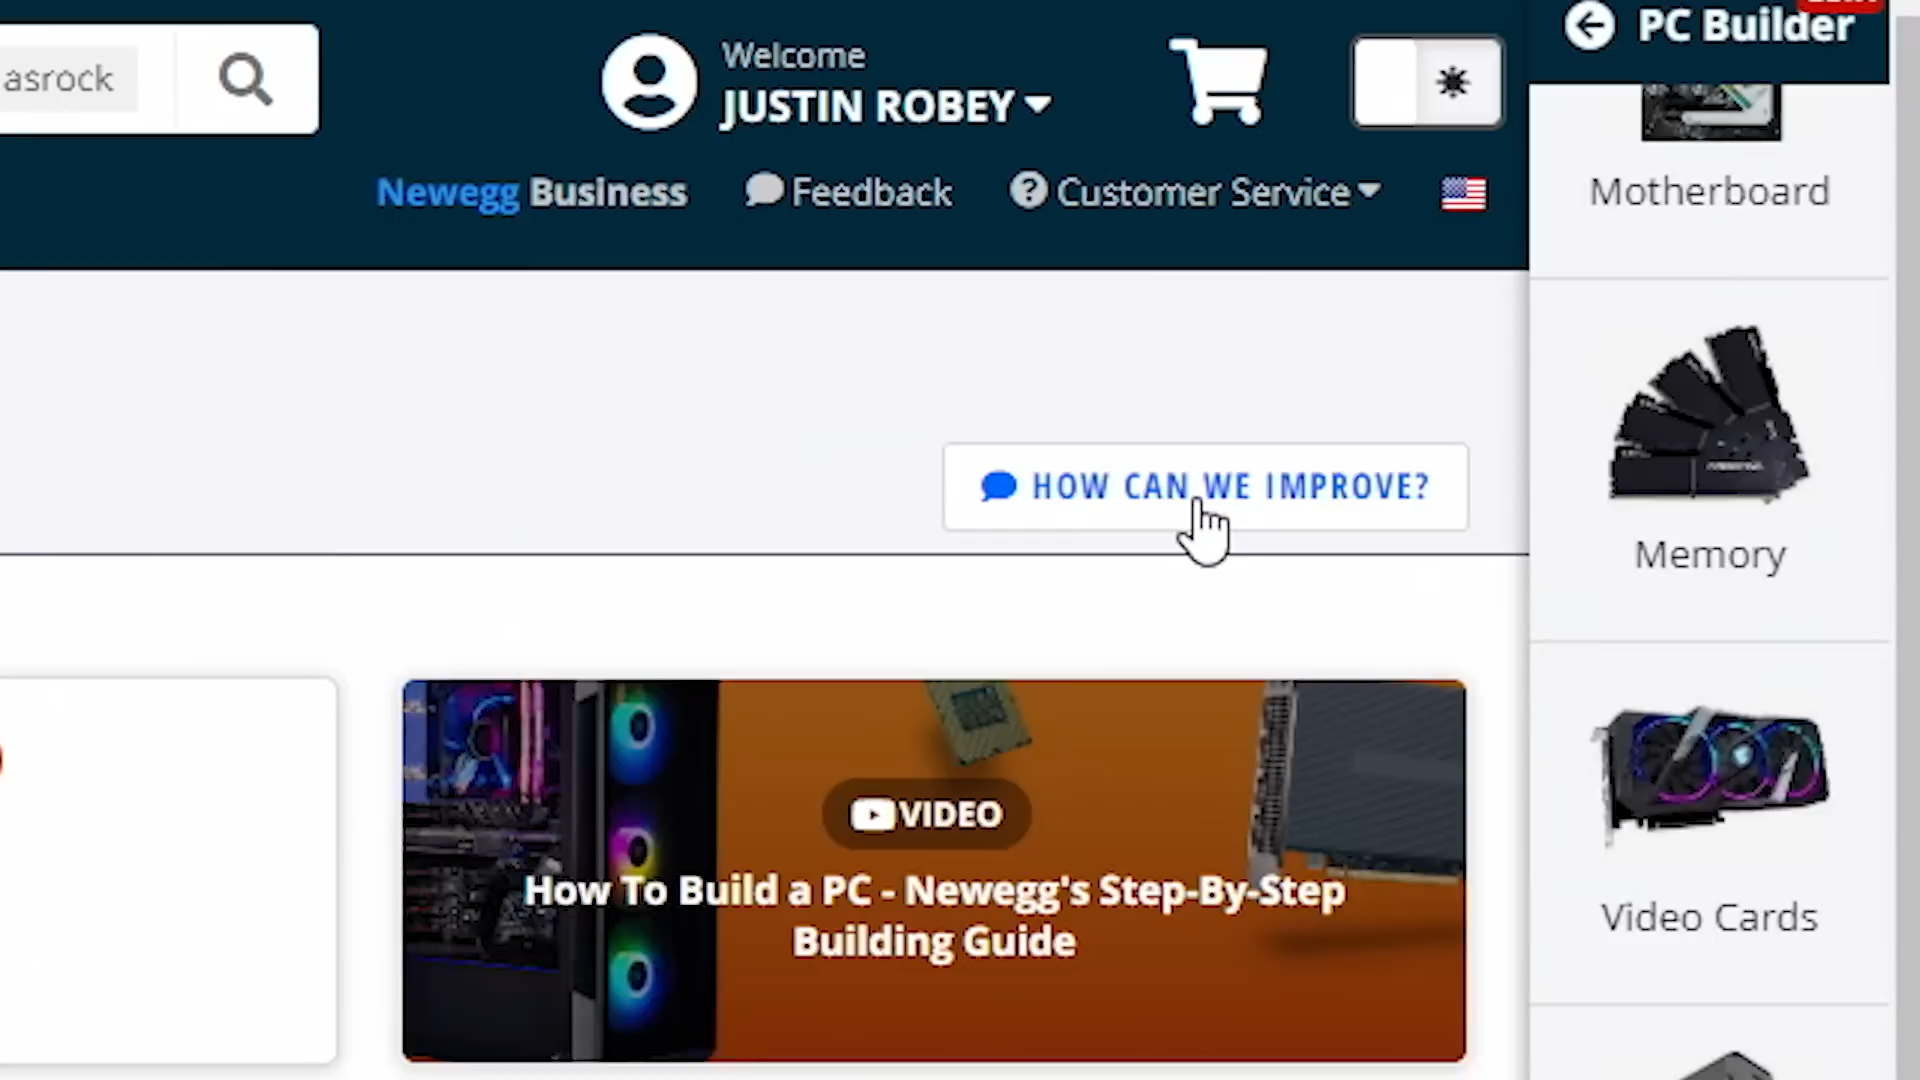 asrock
Welcome
JUSTIN ROBEY
Newegg Business
Feedback
Customer Service
HOW CAN WE IMPROVE?
VIDEO
How To Build a PC - Newegg's Step-By-Step
Building Guide
PC Builder
Motherboard
Memory
Video Cards